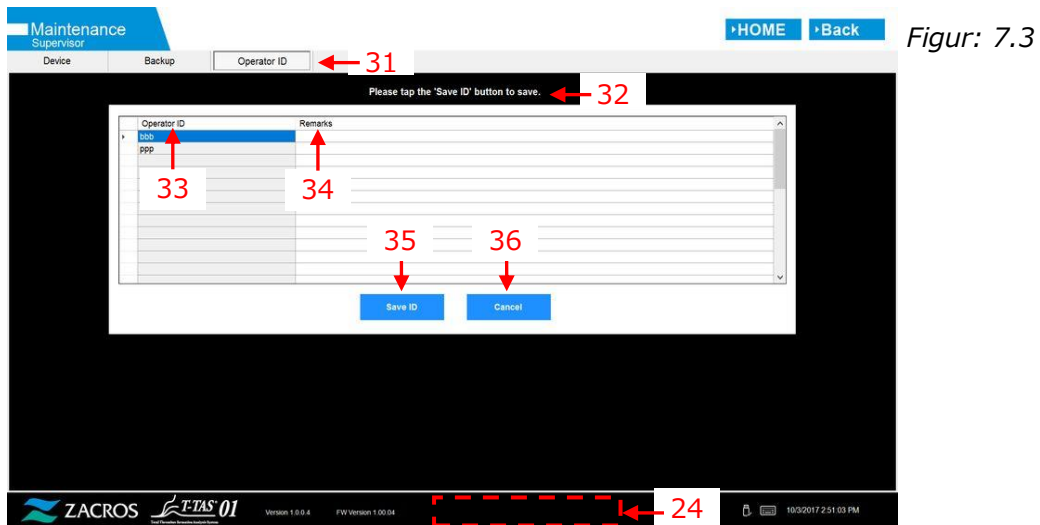 Maintenance
Supervisor
▸HOME
▸Back
Figur: 7.3
Device
Backup
Operator ID
31
Please tap the 'Save ID' button to save.
32
Operator ID
Remarks
bbb
ppp
33
34
35
36
Save ID
Cancel
ZACROS
T-TAS® 01
Version 1.0.0.4
FW Version 1.00.04
24
10/3/2017 2:51:03 PM